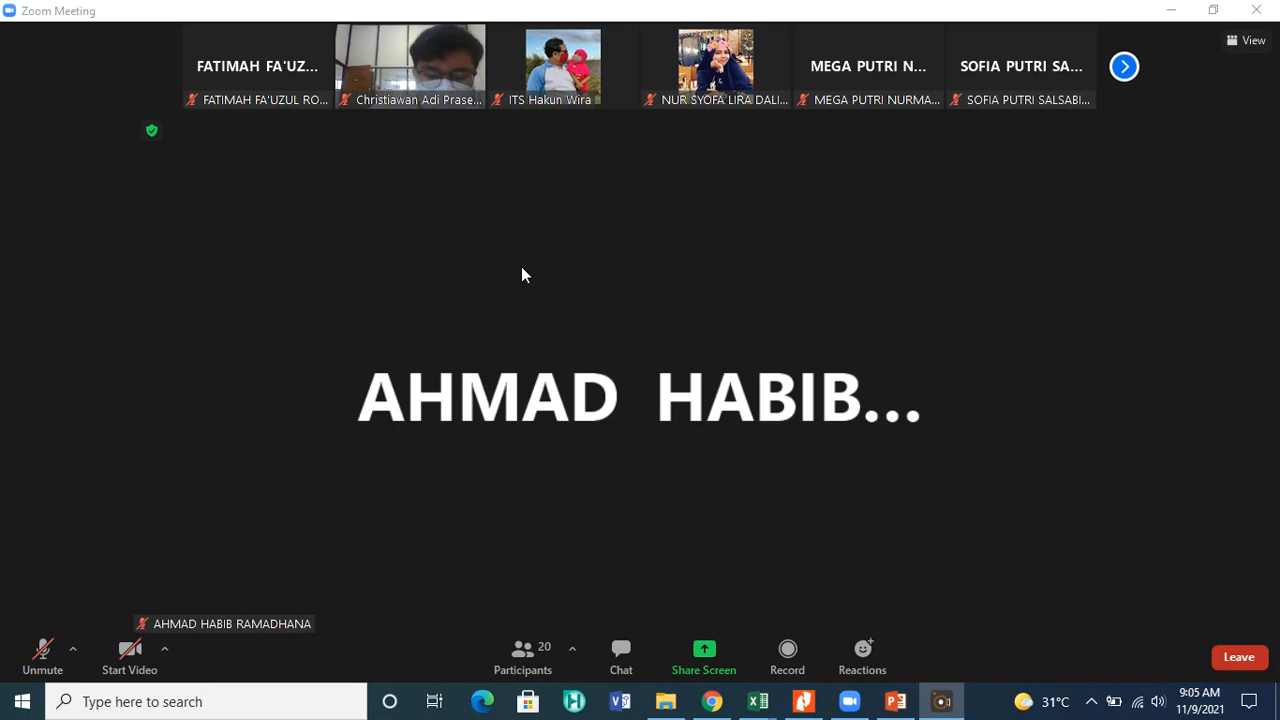 Zoom Meeting
View
FATIMAH FA'UZ...
MEGA PUTRI N...
SOFIA PUTRI SA...
FATIMAH FA'UZUL RO...
Christiawan Adi Prase...
ITS Hakun Wira
NUR SYOFA LIRA DALI...
MEGA PUTRI NURMA...
SOFIA PUTRI SALSABI...
AHMAD HABIB...
AHMAD HABIB RAMADHANA
Unmute
Start Video
20
Participants
Chat
Share Screen
Record
Reactions
Leave
Type here to search
31°C
9:05 AM
11/9/2021